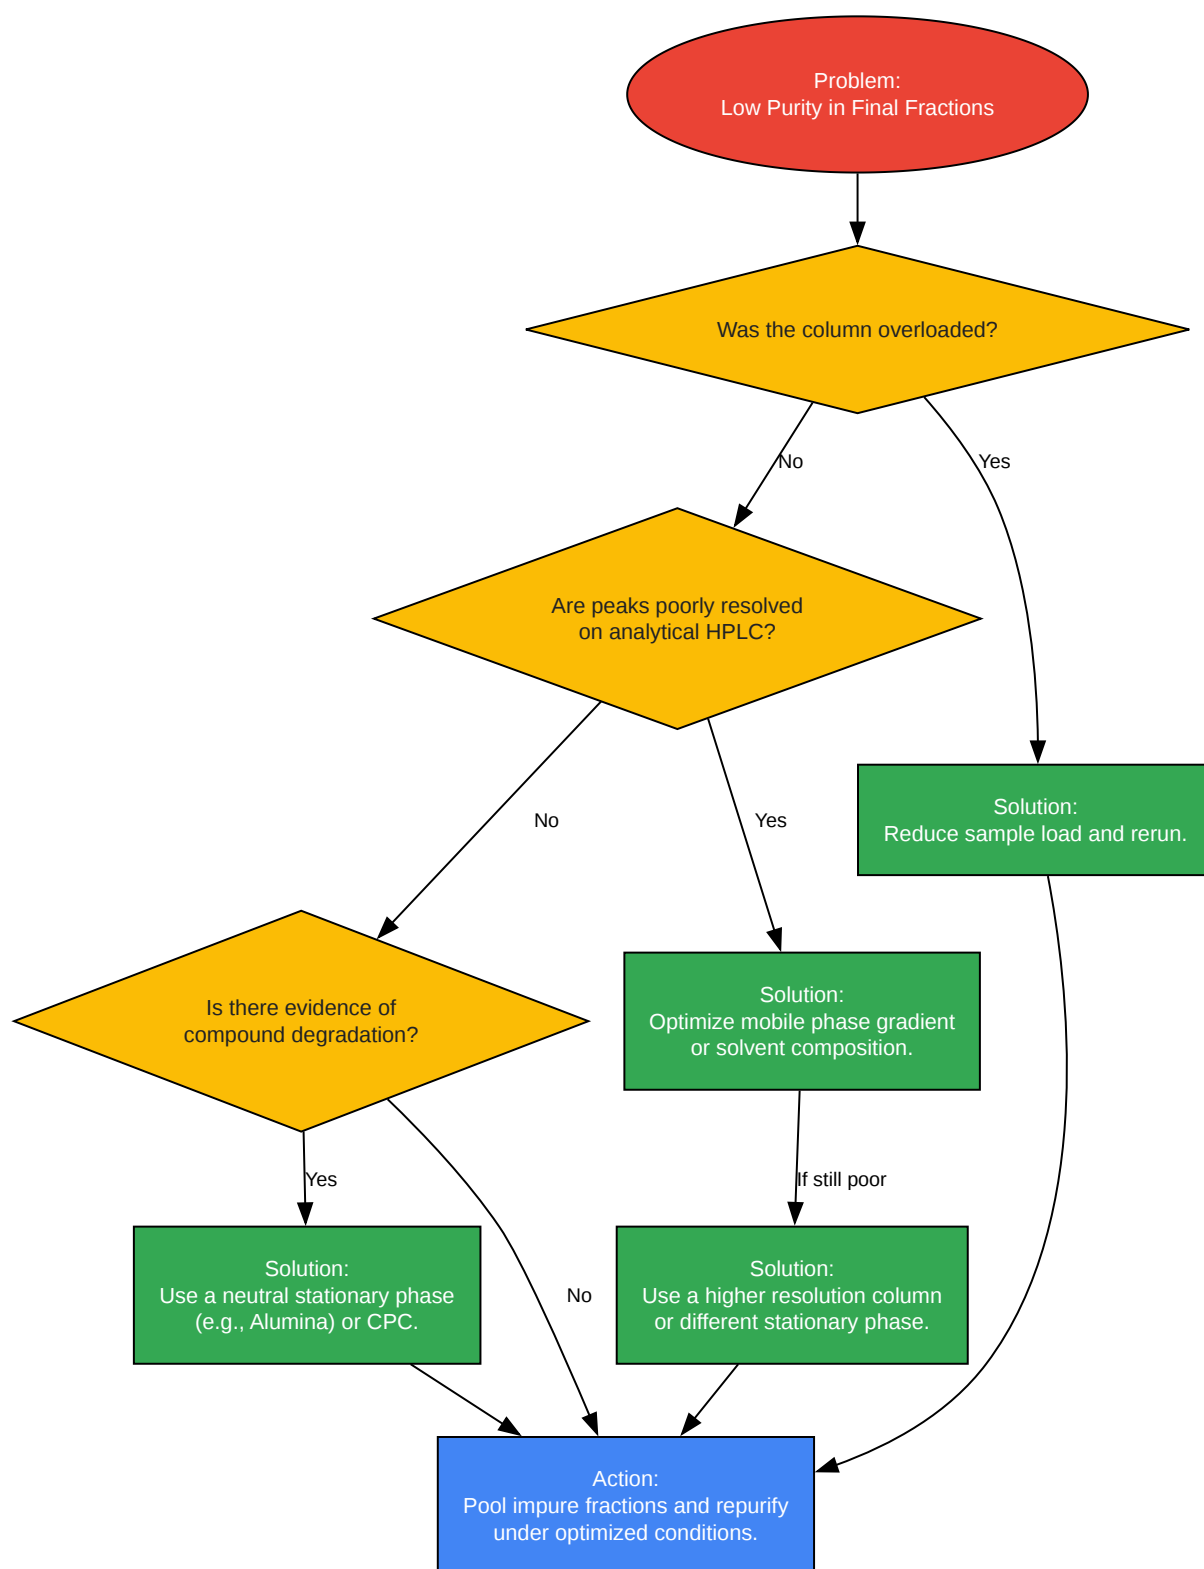 Problem:
Low Purity in Final Fractions
Was the column overloaded?
No
Yes
Are peaks poorly resolved
on analytical HPLC?
No
Yes
Solution:
Reduce sample load and rerun.
Is there evidence of
compound degradation?
Solution:
Optimize mobile phase gradient
or solvent composition.
Yes
If still poor
No
Solution:
Use a neutral stationary phase
(e.g., Alumina) or CPC.
Solution:
Use a higher resolution column
or different stationary phase.
Action:
Pool impure fractions and repurify
under optimized conditions.